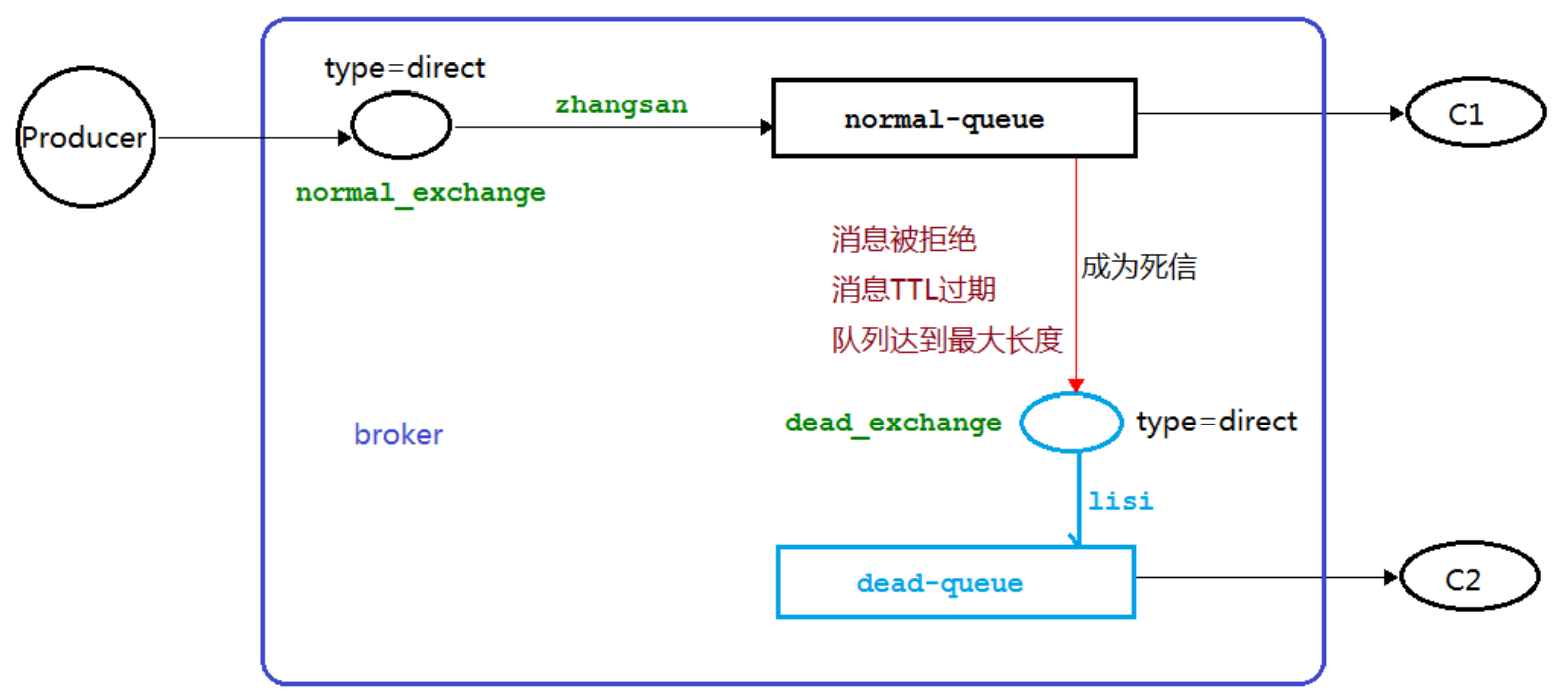 type=direct
Producer
zhangsan
normal-queue
C1
normal_exchange
消息被拒绝
消息TTL过期
队列达到最大长度
成为死信
dead_exchange
type=direct
broker
lisi
dead-queue
C2